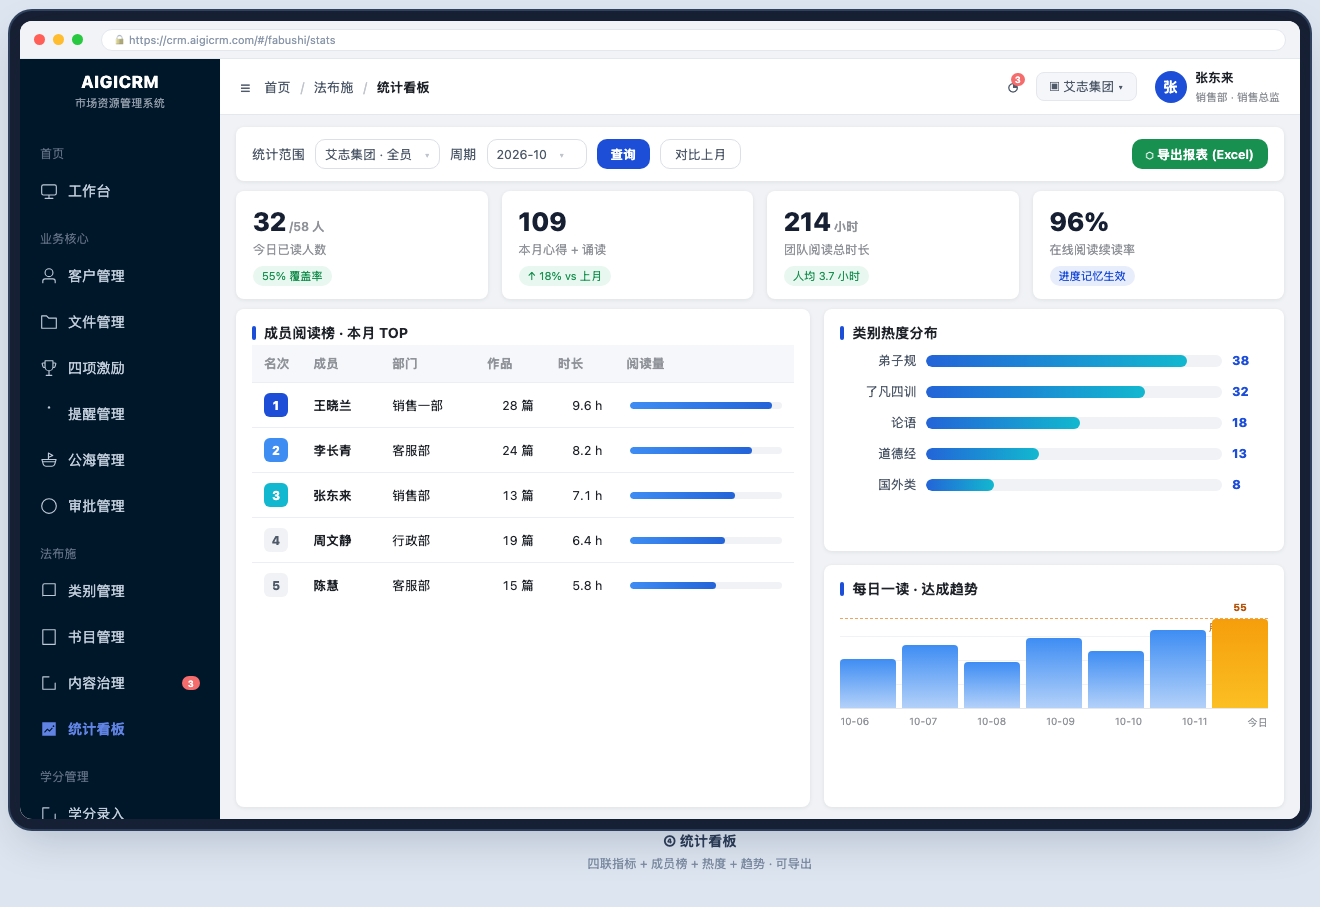 https://crm.aigicrm.com/#/fabushi/stats
AIGICRM
市场资源管理系统
首页
工作台
业务核心
客户管理
文件管理
四项激励
提醒管理
公海管理
审批管理
法布施
类别管理
书目管理
内容治理 3
统计看板
学分管理
学分录入
首页 / 法布施 / 统计看板
3
艾志集团
张
张东来
销售部 · 销售总监
统计范围 艾志集团 · 全员 周期 2026-10 查询 对比上月 导出报表 (Excel)
32 /58 人
今日已读人数
55% 覆盖率
109
本月心得 + 诵读
↑ 18% vs 上月
214 小时
团队阅读总时长
人均 3.7 小时
96%
在线阅读续读率
进度记忆生效
成员阅读榜 · 本月 TOP
名次 成员 部门 作品 时长 阅读量
1 王晓兰 销售一部 28 篇 9.6 h
2 李长青 客服部 24 篇 8.2 h
3 张东来 销售部 13 篇 7.1 h
4 周文静 行政部 19 篇 6.4 h
5 陈慧 客服部 15 篇 5.8 h
类别热度分布
弟子规 38
了凡四训 32
论语 18
道德经 13
国外类 8
每日一读 · 达成趋势
55
10-06 10-07 10-08 10-09 10-10 10-11 今日
④ 统计看板
四联指标 + 成员榜 + 热度 + 趋势 · 可导出